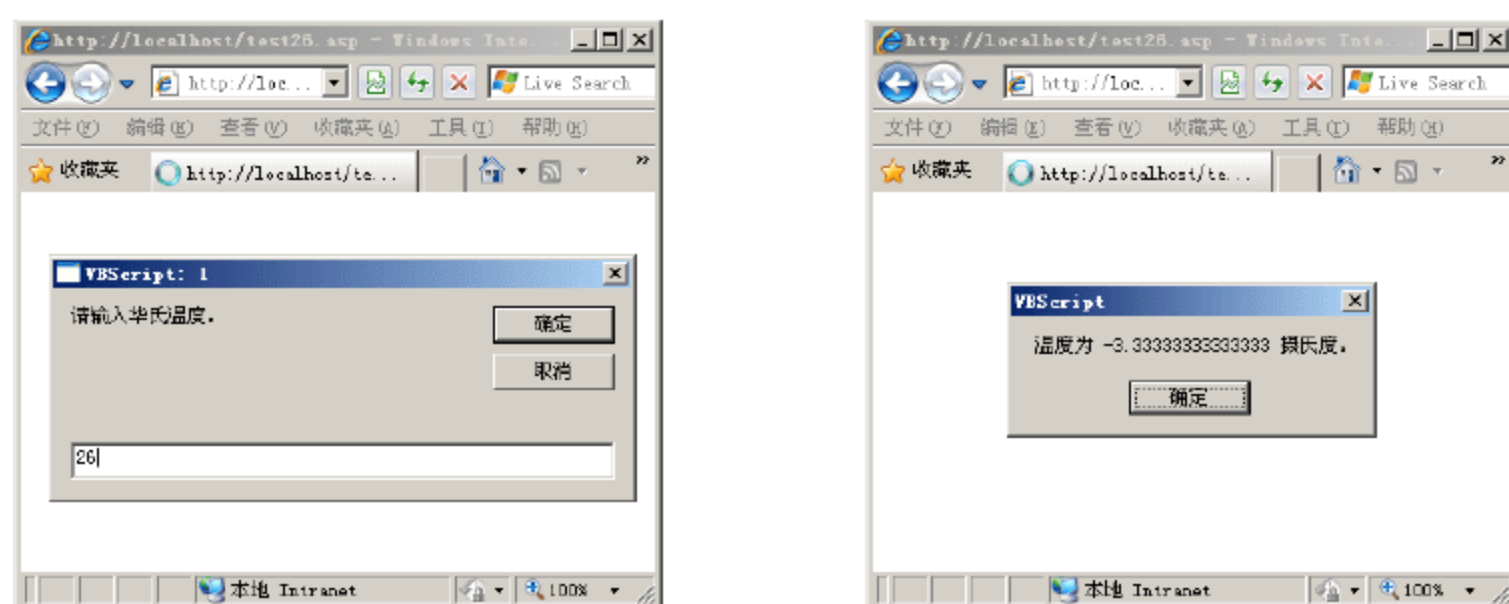 http://localhost/test26.asp - Windows Inte...
http://loc...
Live Search
文件(F) 编辑(E) 查看(V) 收藏夹(A) 工具(T) 帮助(H)
收藏夹
http://localhost/te...
»
VBScript: 1
请输入华氏温度.
确定
取消
26
本地 Intranet
100%
http://localhost/test26.asp - Windows Inte...
http://loc...
Live Search
文件(F) 编辑(E) 查看(V) 收藏夹(A) 工具(T) 帮助(H)
收藏夹
http://localhost/te...
»
VBScript
温度为 -3.33333333333333 摄氏度.
确定
本地 Intranet
100%